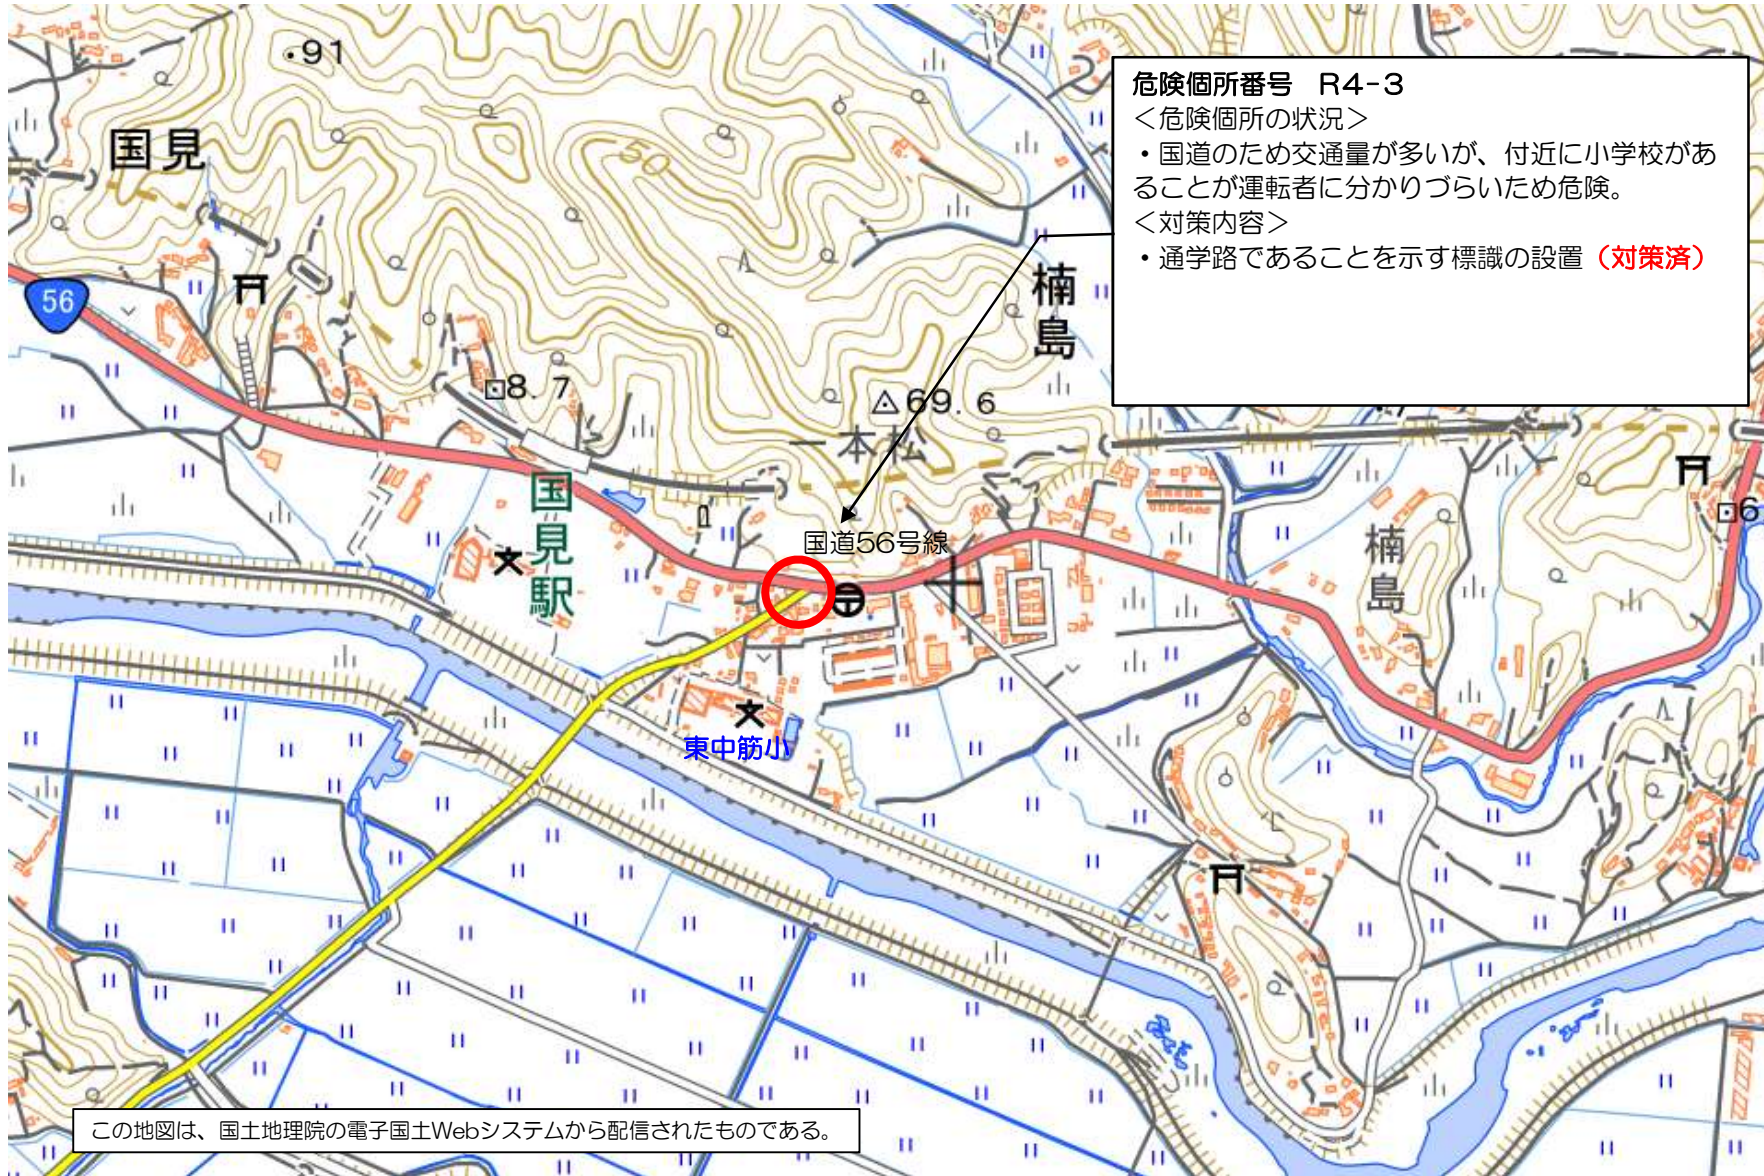 ・91
危険個所番号　R4-3
＜危険個所の状況＞
・国道のため交通量が多いが、付近に小学校があ
ることが運転者に分かりづらいため危険。
＜対策内容＞
・通学路であることを示す標識の設置（対策済）
国見
50
56
楠島
8.7
69.6
一本松
国見駅
国道56号線
楠島
6
東中筋小
この地図は、国土地理院の電子国土Webシステムから配信されたものである。